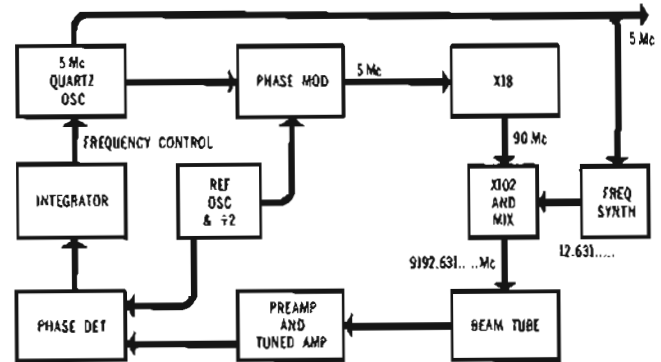 5 Mc
5 Mc
QUARTZ
OSC
PHASE MOD
5 Mc
X18
FREQUENCY CONTROL
90 Mc
INTEGRATOR
REF
OSC
& ÷2
X102
AND
MIX
FREQ
SYNTH
12.631.....
9192.631....Mc
PHASE DET
PREAMP
AND
TUNED AMP
BEAM TUBE